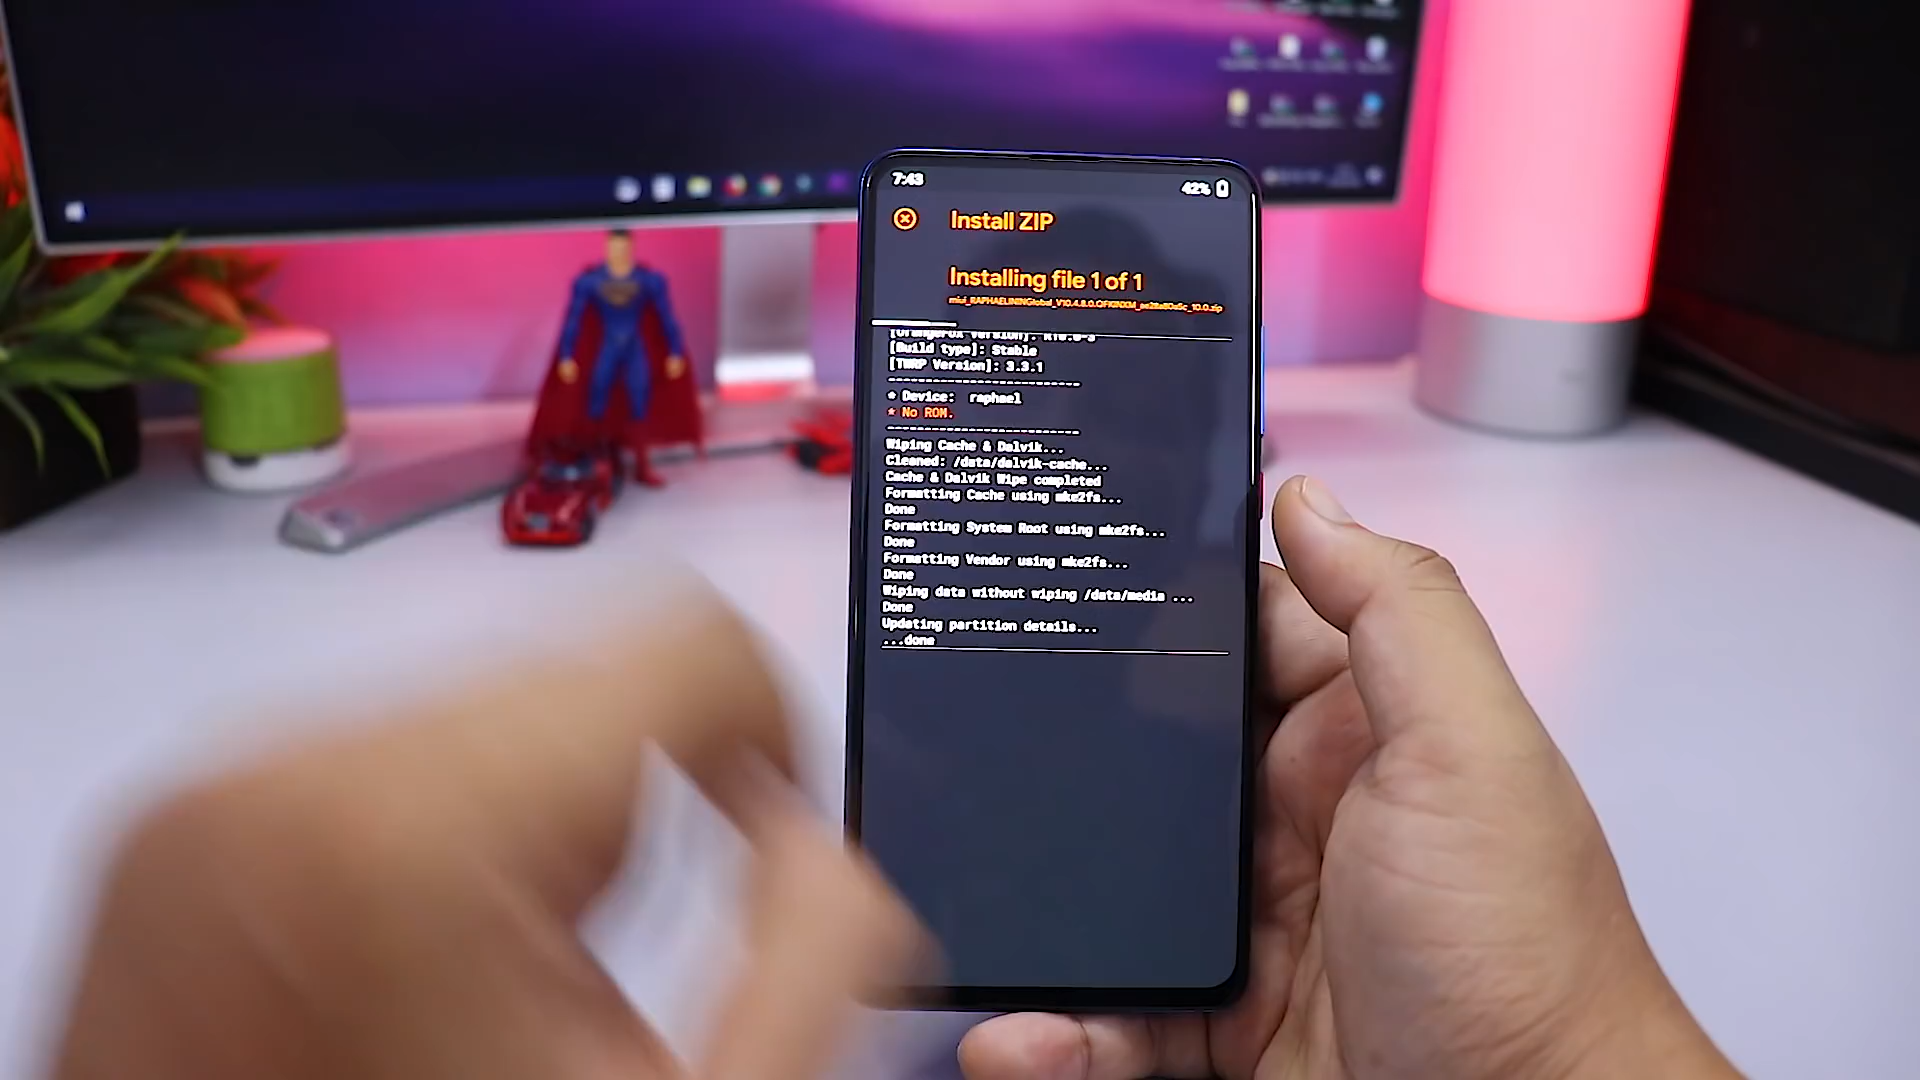 7:43
42%
Install ZIP
Installing file 1 of 1
[Build type]: Stable
[TWRP Version]: 3.3.1
--------------------------
* Device: raphael
* No ROM.
--------------------------
Wiping Cache & Dalvik...
Cleaned: /data/dalvik-cache...
Cache & Dalvik Wipe completed
Formatting Cache using mke2fs...
Done
Formatting System Root using mke2fs...
Done
Formatting Vendor using mke2fs...
Done
Wiping data without wiping /data/media ...
Done
Updating partition details...
...done